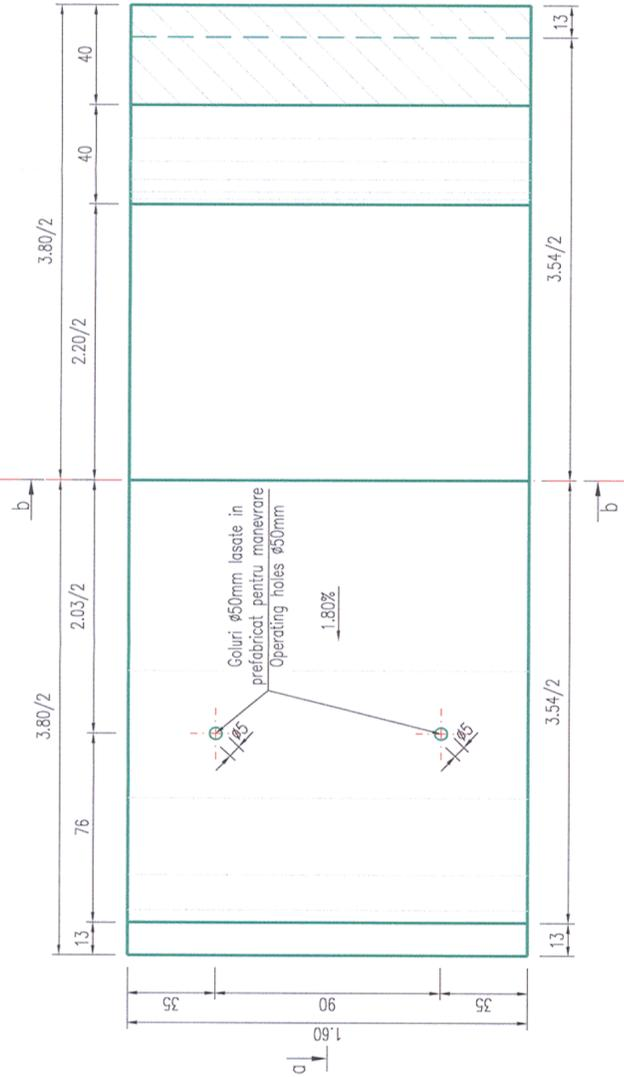 3.80/2
3.80/2
13
76
2.03/2
2.20/2
40
40
b
Goluri ø50mm lasate in
prefabricat pentru manevrare
Operating holes ø50mm
1.80%
ø5
ø5
35
90
35
1.60
a
13
3.54/2
3.54/2
13
b